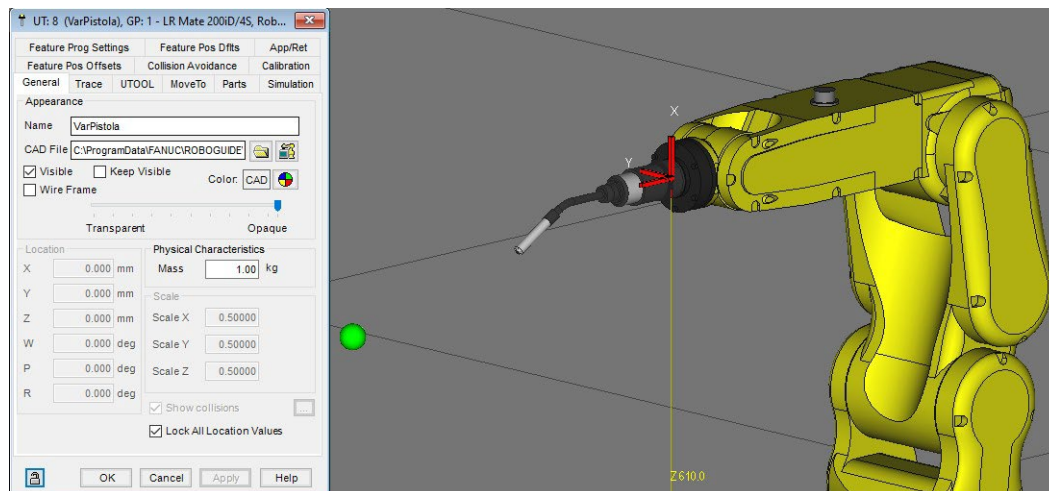 UT: 8 (VarPistola), GP: 1 - LR Mate 200iD/4S, Rob...
Feature Prog Settings Feature Pos Dflts App/Ret
Feature Pos Offsets Collision Avoidance Calibration
General Trace UTOOL MoveTo Parts Simulation
Appearance
Name VarPistola
CAD File C:\ProgramData\FANUC\ROBOGUIDE\
Visible Keep Visible Color: CAD
Wire Frame
Transparent Opaque
Location Physical Characteristics
X 0.000 mm Mass 1.00 kg
Y 0.000 mm Scale
Z 0.000 mm Scale X 0.50000
W 0.000 deg Scale Y 0.50000
P 0.000 deg Scale Z 0.50000
R 0.000 deg
Show collisions ...
Lock All Location Values
OK Cancel Apply Help
X
Y
Z610.0